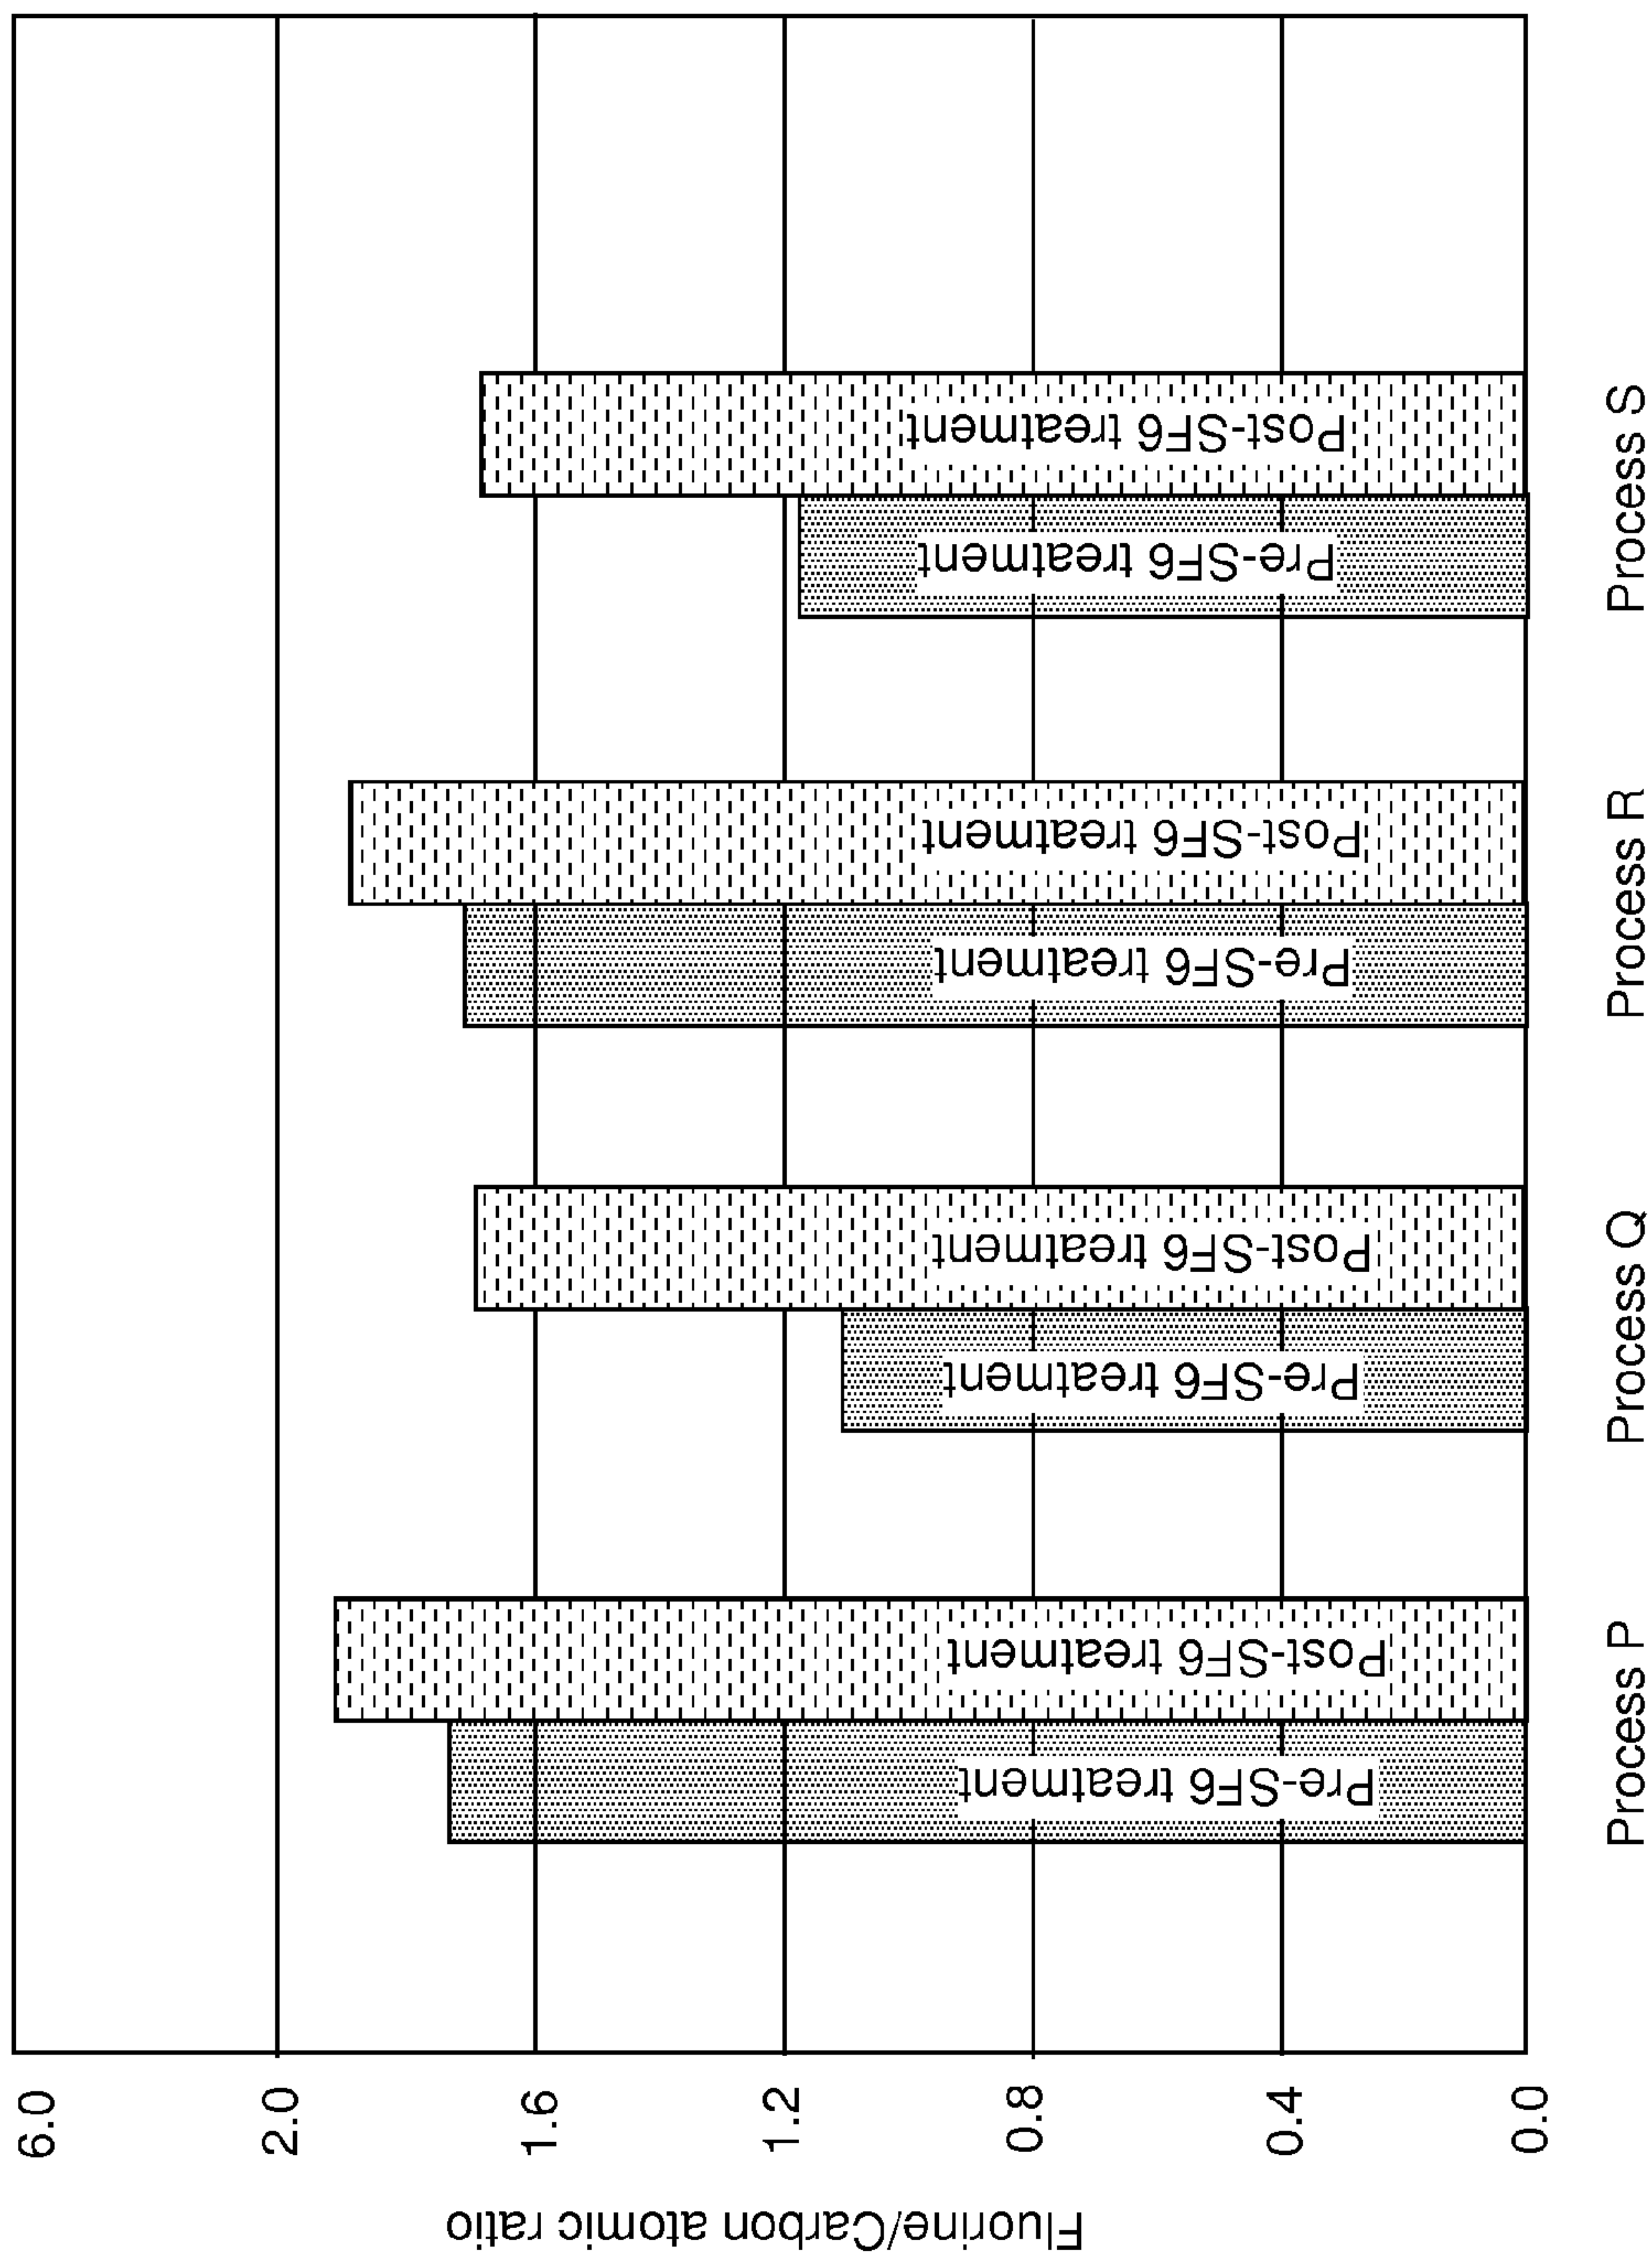 Fluorine/Carbon atomic ratio
6.0
2.0
1.6
1.2
0.8
0.4
0.0
Pre-SF6 treatment
Post-SF6 treatment
Pre-SF6 treatment
Post-SF6 treatment
Pre-SF6 treatment
Post-SF6 treatment
Pre-SF6 treatment
Post-SF6 treatment
Process P
Process Q
Process R
Process S